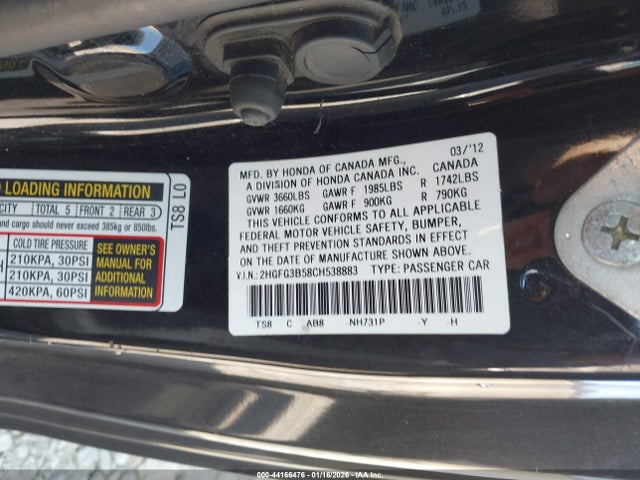 LOADING INFORMATION
CITY TOTAL 5 FRONT 2 REAR 3
and cargo should never exceed 385kg or 850lbs.
COLD TIRE PRESSURE
210KPA, 30PSI
210KPA, 30PSI
420KPA, 60PSI
SEE OWNER'S
MANUAL FOR
ADDITIONAL
INFORMATION
TS8 L0
03/'12
MFD. BY HONDA OF CANADA MFG.,
A DIVISION OF HONDA CANADA INC. CANADA
GVWR 3660LBS GAWR F 1985LBS R 1742LBS
GVWR 1660KG GAWR F 900KG R 790KG
THIS VEHICLE CONFORMS TO ALL APPLICABLE
FEDERAL MOTOR VEHICLE SAFETY, BUMPER,
AND THEFT PREVENTION STANDARDS IN EFFECT
ON THE DATE OF MANUFACTURE SHOWN ABOVE.
V.I.N.: 2HGFG3B58CH538883 TYPE: PASSENGER CAR
TS8 C AB8 NH731P Y H
000-44166476 - 01/16/2026 - IAA Inc.